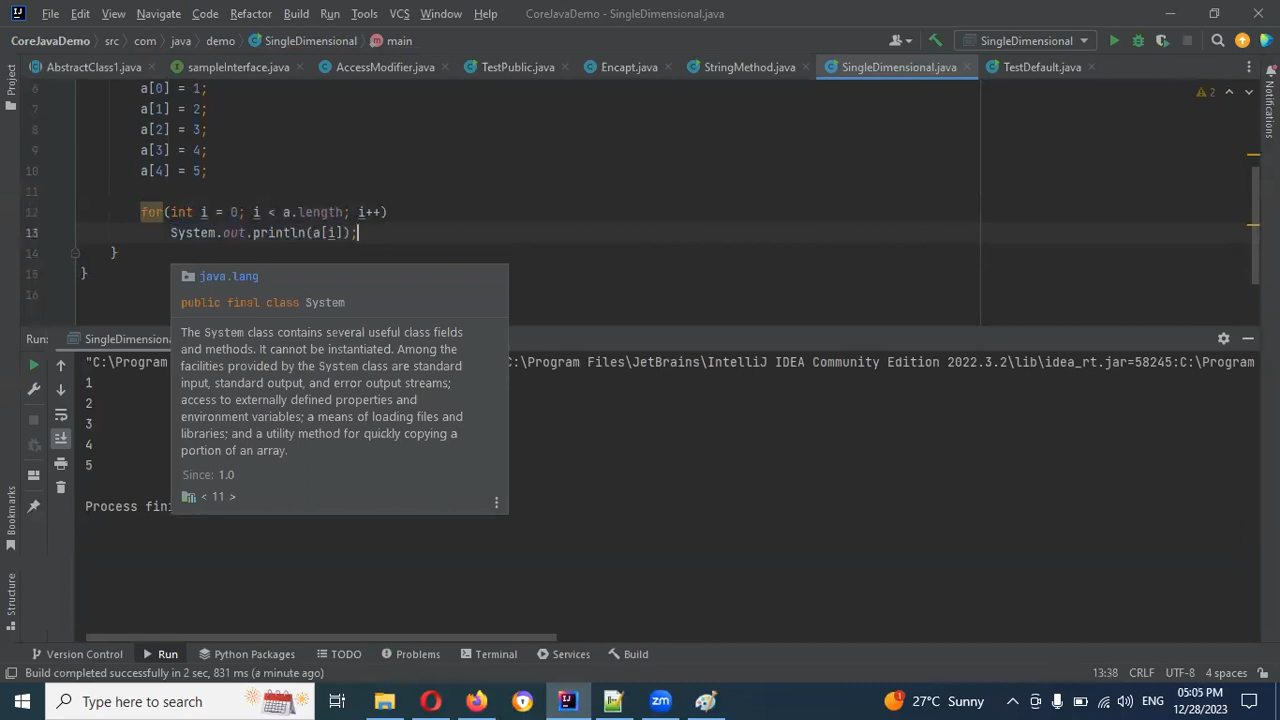 File Edit View Navigate Code Refactor Build Run Tools VCS Window Help CoreJavaDemo - SingleDimensional.java
CoreJavaDemo src com java demo SingleDimensional main SingleDimensional
AbstractClass1.java sampleInterface.java AccessModifier.java TestPublic.java Encapt.java StringMethod.java SingleDimensional.java TestDefault.java
Project
Notifications
6 a[0] = 1; 2
7 a[1] = 2;
8 a[2] = 3;
9 a[3] = 4;
10 a[4] = 5;
11
12 for(int i = 0; i < a.length; i++)
13 System.out.println(a[i]);
14 }
15 }
16
java.lang
public final class System
The System class contains several useful class fields
and methods. It cannot be instantiated. Among the
facilities provided by the System class are standard
input, standard output, and error output streams;
access to externally defined properties and
environment variables; a means of loading files and
libraries; and a utility method for quickly copying a
portion of an array.
Since: 1.0
< 11 >
Run: SingleDimensional
"C:\Program C:\Program Files\JetBrains\IntelliJ IDEA Community Edition 2022.3.2\lib\idea_rt.jar=58245:C:\Program
1
2
3
4
5
Process fini
Bookmarks
Structure
Version Control Run Python Packages TODO Problems Terminal Services Build
Build completed successfully in 2 sec, 831 ms (a minute ago) 13:38 CRLF UTF-8 4 spaces
Type here to search zm 1 27°C Sunny ENG 05:05 PM
12/28/2023